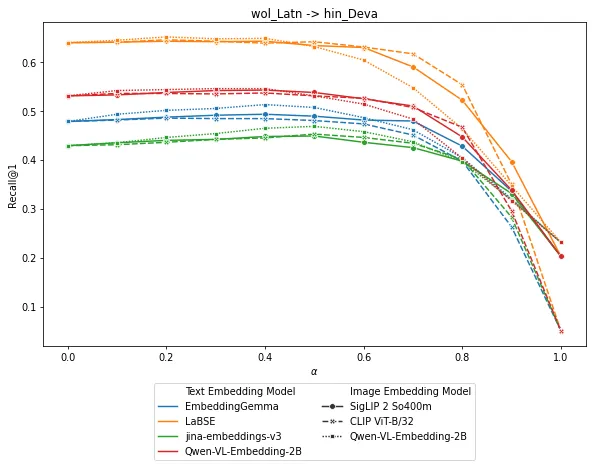 wol_Latn -> hin_Deva
Recall@1
0.6
0.5
0.4
0.3
0.2
0.1
0.0 0.2 0.4 0.6 0.8 1.0
α
Text Embedding Model Image Embedding Model
EmbeddingGemma SigLIP 2 So400m
LaBSE CLIP ViT-B/32
jina-embeddings-v3 Qwen-VL-Embedding-2B
Qwen-VL-Embedding-2B